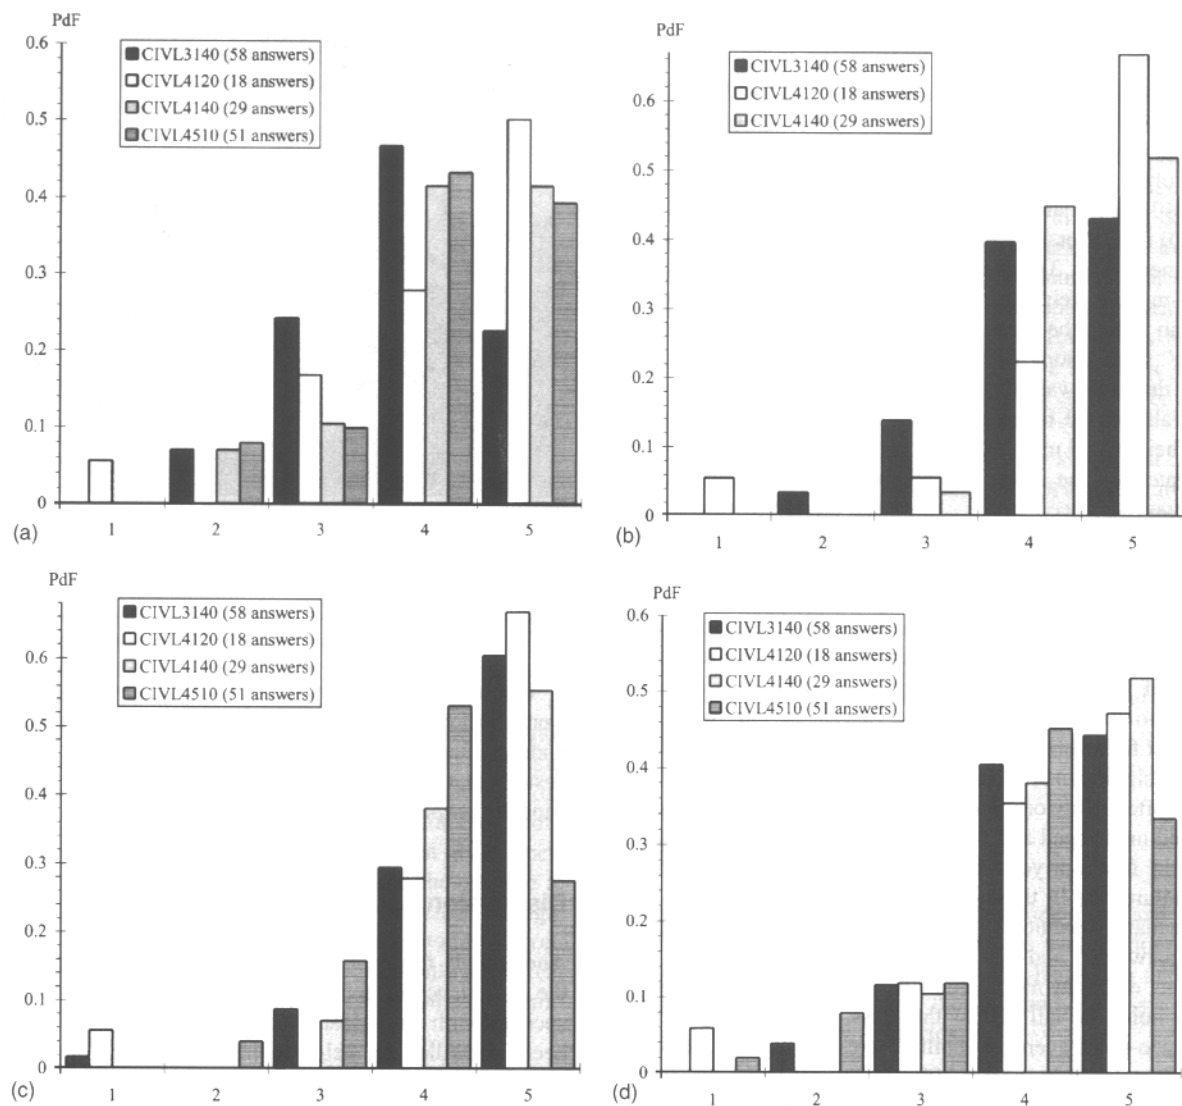 PdF
0.6
0.5
0.4
0.3
0.2
0.1
0
CIVL3140 (58 answers)
CIVL4120 (18 answers)
CIVL4140 (29 answers)
CIVL4510 (51 answers)
1 2 3 4 5
(a)
PdF
0.6
0.5
0.4
0.3
0.2
0.1
0
CIVL3140 (58 answers)
CIVL4120 (18 answers)
CIVL4140 (29 answers)
1 2 3 4 5
(b)
PdF
0.6
0.5
0.4
0.3
0.2
0.1
0
CIVL3140 (58 answers)
CIVL4120 (18 answers)
CIVL4140 (29 answers)
CIVL4510 (51 answers)
1 2 3 4 5
(c)
PdF
0.6
0.5
0.4
0.3
0.2
0.1
0
CIVL3140 (58 answers)
CIVL4120 (18 answers)
CIVL4140 (29 answers)
CIVL4510 (51 answers)
1 2 3 4 5
(d)